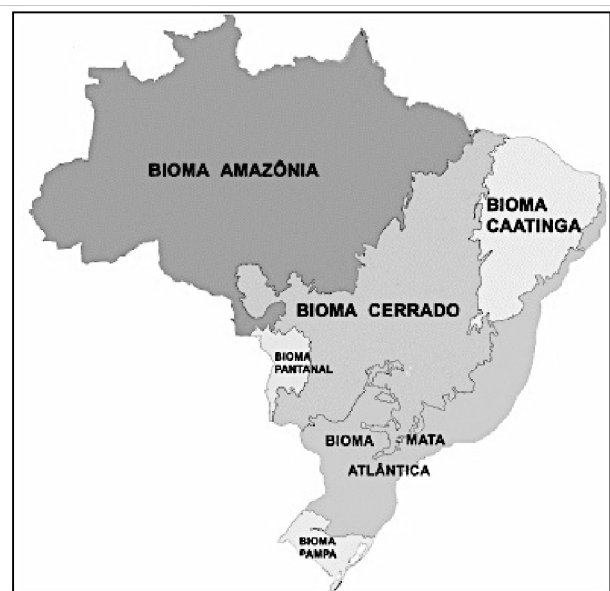 BIOMA AMAZÔNIA
BIOMA
CAATINGA
BIOMA CERRADO
BIOMA
PANTANAL
BIOMA MATA
ATLÂNTICA
BIOMA
PAMPA